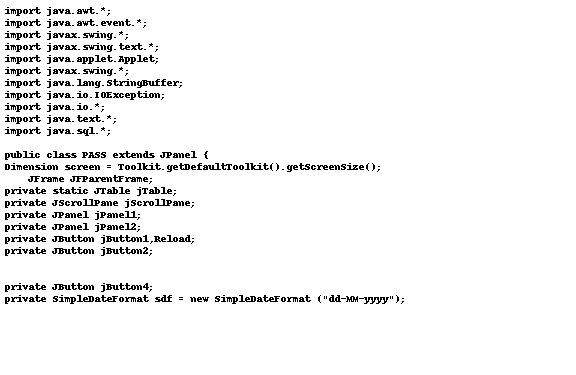 import java.awt.*;
import java.awt.event.*;
import javax.swing.*;
import javax.swing.text.*;
import java.applet.Applet;
import javax.swing.*;
import java.lang.StringBuffer;
import java.io.IOException;
import java.io.*;
import java.text.*;
import java.sql.*;
public class PASS extends JPanel {
Dimension screen = Toolkit.getDefaultToolkit().getScreenSize();
JFrame JFParentFrame;
private static JTable jTable;
private JScrollPane jScrollPane;
private JPanel jPanel1;
private JPanel jPanel2;
private JButton jButton1,Reload;
private JButton jButton2;
private JButton jButton4;
private SimpleDateFormat sdf = new SimpleDateFormat ("dd-MM-yyyy");